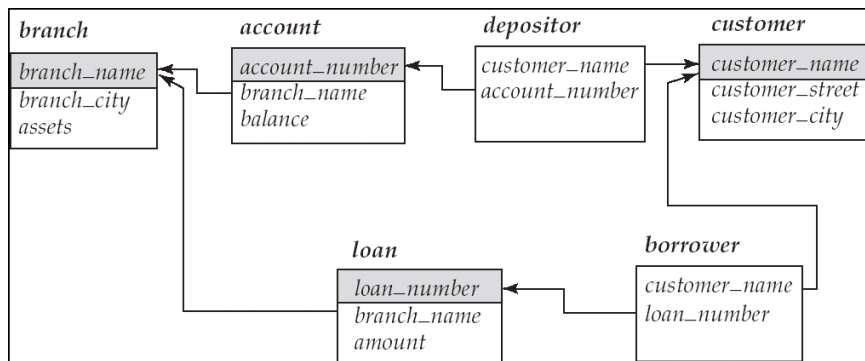 branch
branch_name
branch_city
assets
account
account_number
branch_name
balance
depositor
customer_name
account_number
customer
customer_name
customer_street
customer_city
loan
loan_number
branch_name
amount
borrower
customer_name
loan_number